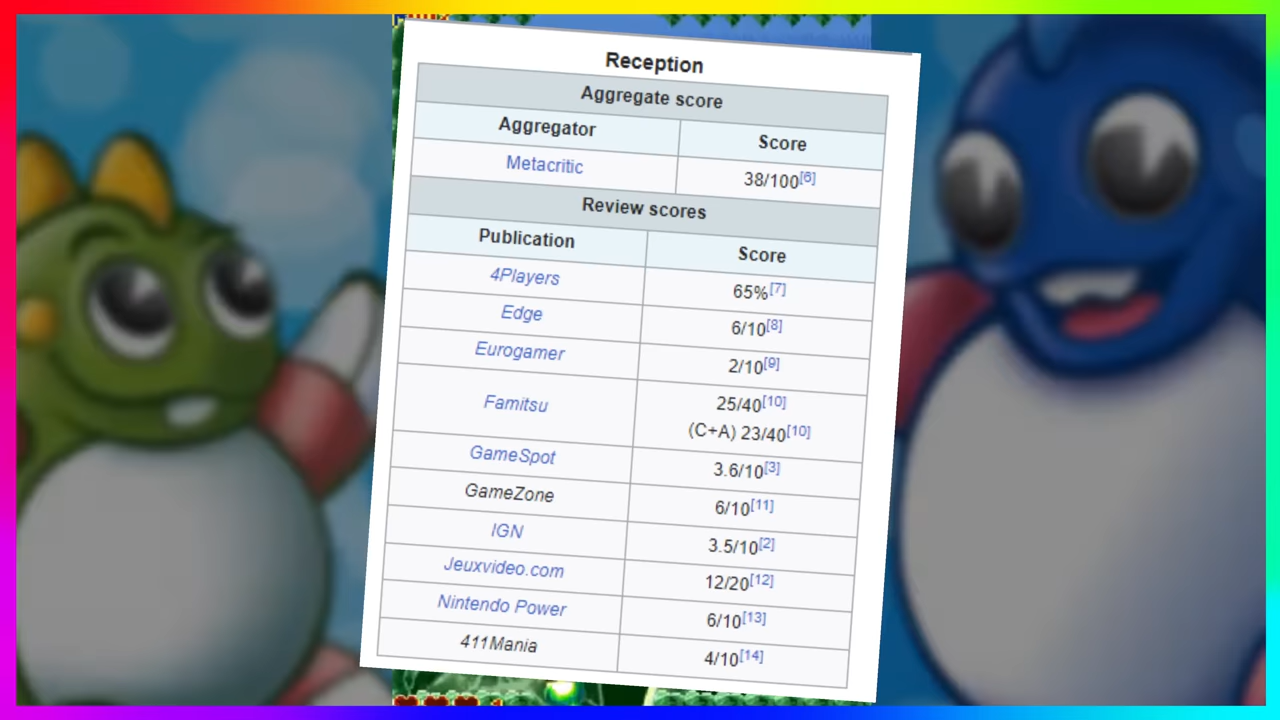 Reception
Aggregate score
Aggregator Score
Metacritic 38/100[6]
Review scores
Publication Score
4Players 65%[7]
Edge 6/10[8]
Eurogamer 2/10[9]
Famitsu 25/40[10]
(C+A) 23/40[10]
GameSpot 3.6/10[3]
GameZone 6/10[11]
IGN 3.5/10[2]
Jeuxvideo.com 12/20[12]
Nintendo Power 6/10[13]
411Mania 4/10[14]